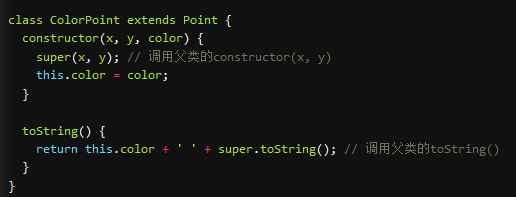 class ColorPoint extends Point {
  constructor(x, y, color) {
    super(x, y); // 调用父类的constructor(x, y)
    this.color = color;
  }

  toString() {
    return this.color + ' ' + super.toString(); // 调用父类的toString()
  }
}